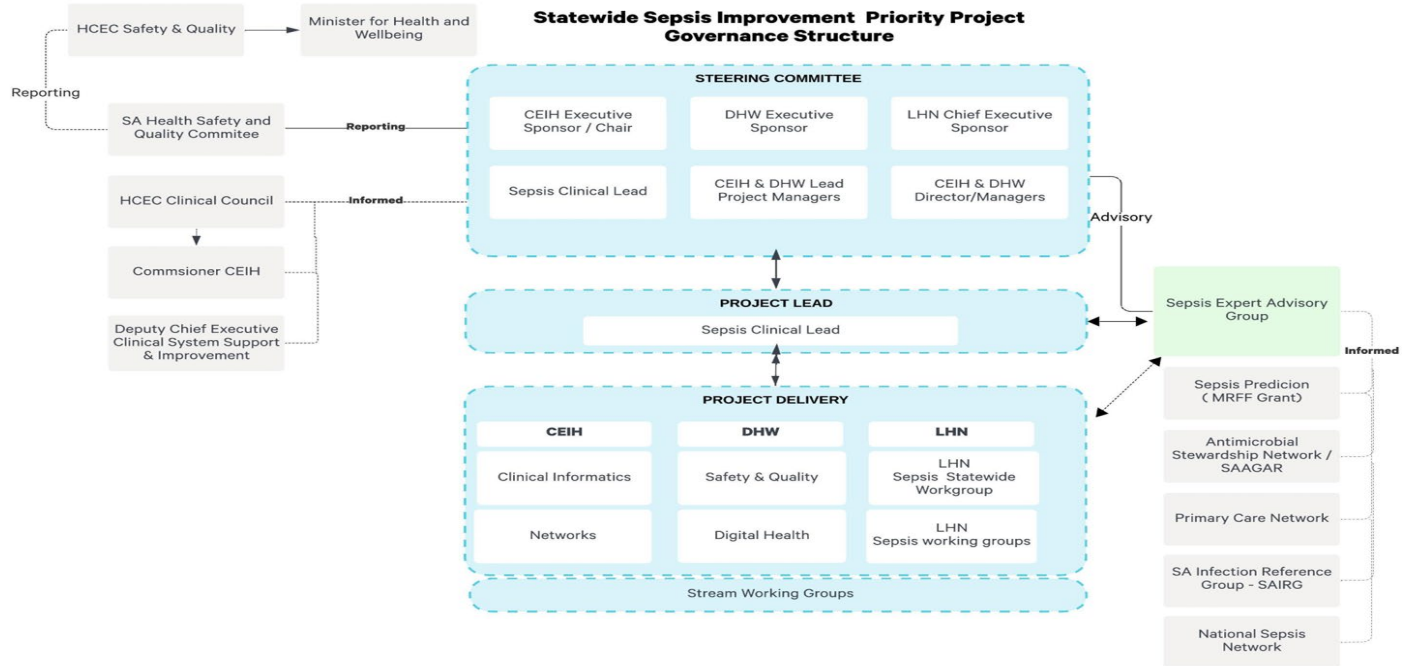 Statewide Sepsis Improvement Priority Project
Governance Structure
HCEC Safety & Quality
Minister for Health and
Wellbeing
Reporting
SA Health Safety and
Quality Commitee
Reporting
HCEC Clinical Council
Informed
Commsioner CEIH
Deputy Chief Executive
Clinical System Support
& Improvement
STEERING COMMITTEE
CEIH Executive
Sponsor / Chair
DHW Executive
Sponsor
LHN Chief Executive
Sponsor
Sepsis Clinical Lead
CEIH & DHW Lead
Project Managers
CEIH & DHW
Director/Managers
Advisory
PROJECT LEAD
Sepsis Clinical Lead
PROJECT DELIVERY
CEIH
DHW
LHN
Clinical Informatics
Safety & Quality
LHN
Sepsis Statewide
Workgroup
Networks
Digital Health
LHN
Sepsis working groups
Stream Working Groups
Sepsis Expert Advisory
Group
Informed
Sepsis Predicion
( MRFF Grant)
Antimicrobial
Stewardship Network /
SAAGAR
Primary Care Network
SA Infection Reference
Group - SAIRG
National Sepsis
Network